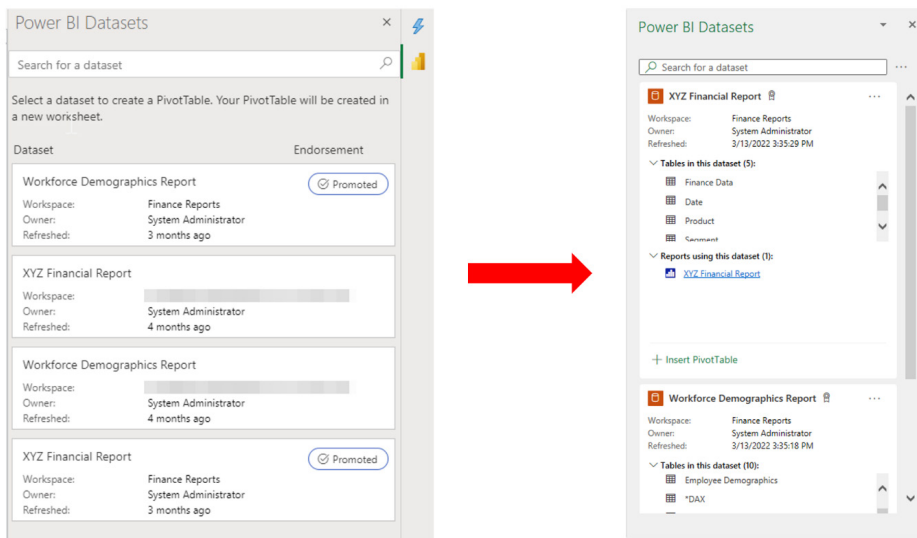 Power BI Datasets
Search for a dataset
Select a dataset to create a PivotTable. Your PivotTable will be created in
a new worksheet.
Dataset Endorsement
Workforce Demographics Report Promoted
Workspace: Finance Reports
Owner: System Administrator
Refreshed: 3 months ago
XYZ Financial Report
Workspace:
Owner: System Administrator
Refreshed: 4 months ago
Workforce Demographics Report
Workspace:
Owner: System Administrator
Refreshed: 4 months ago
XYZ Financial Report Promoted
Workspace: Finance Reports
Owner: System Administrator
Refreshed: 3 months ago
Power BI Datasets
Search for a dataset
XYZ Financial Report
Workspace: Finance Reports
Owner: System Administrator
Refreshed: 3/13/2022 3:35:29 PM
Tables in this dataset (5):
Finance Data
Date
Product
Segment
Reports using this dataset (1):
XYZ Financial Report
Insert PivotTable
Workforce Demographics Report
Workspace: Finance Reports
Owner: System Administrator
Refreshed: 3/13/2022 3:35:18 PM
Tables in this dataset (10):
Employee Demographics
*DAX